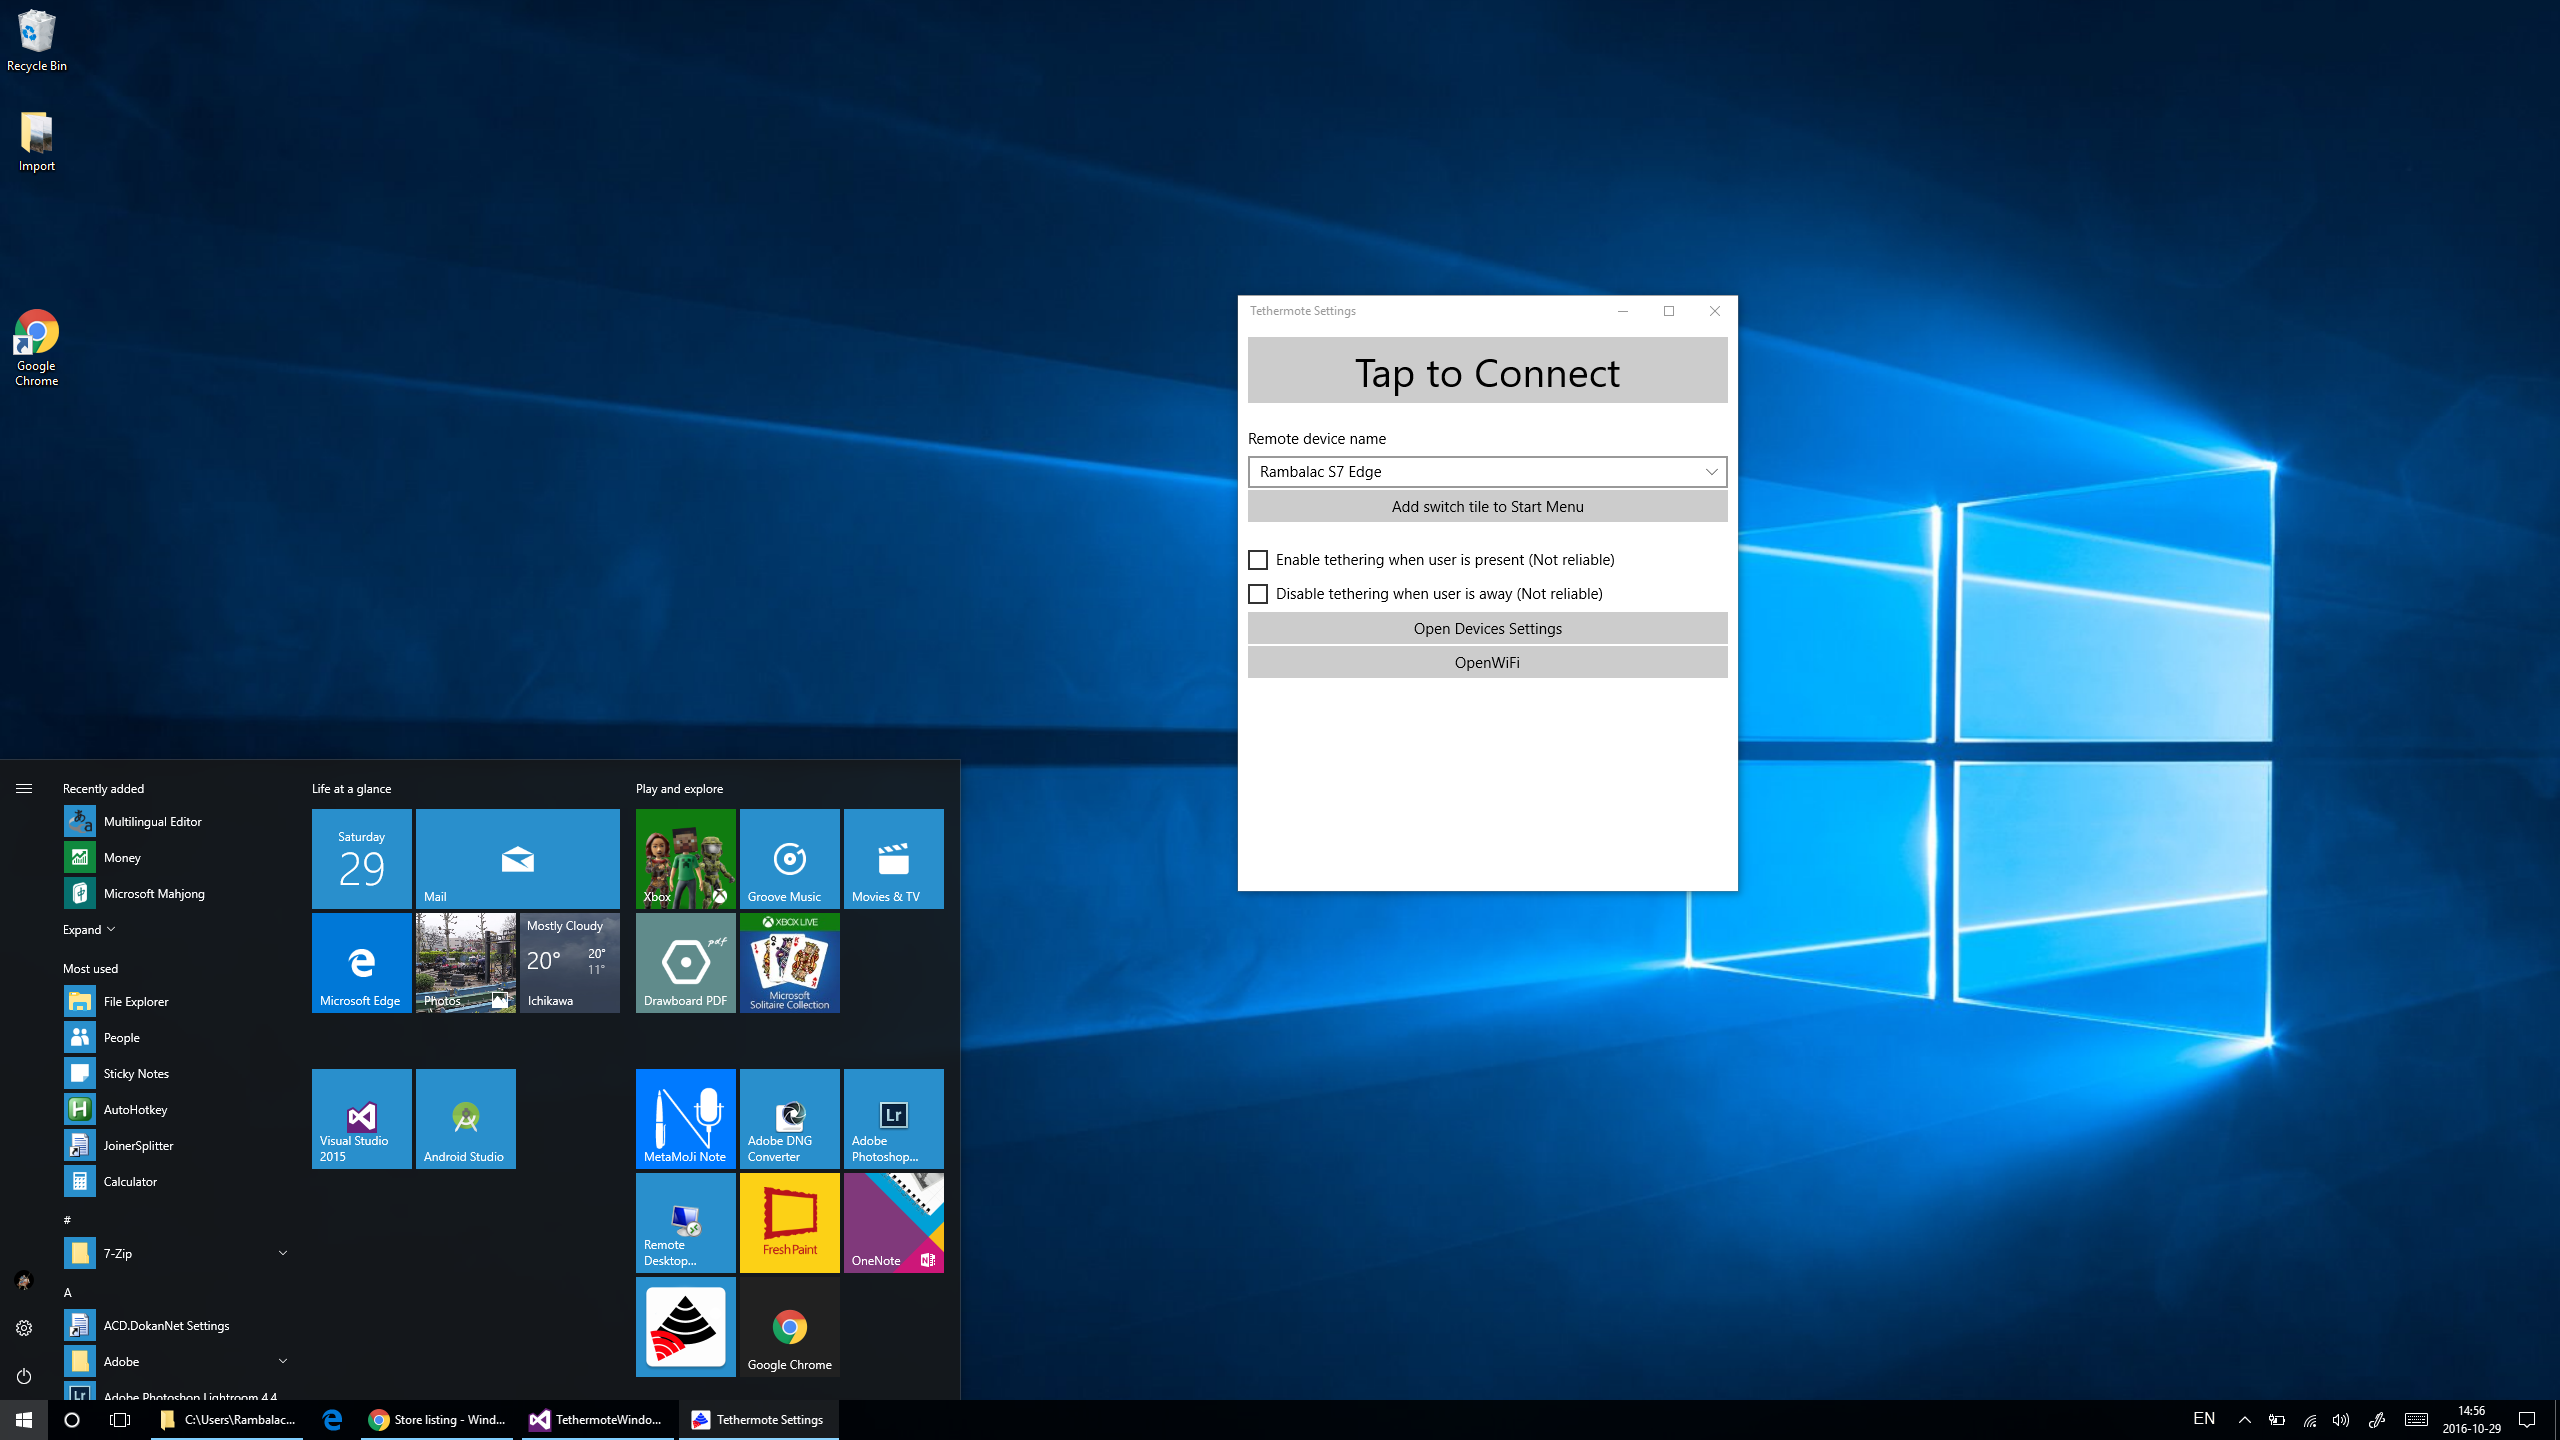 Recycle Bin
Import
Google
Chrome
Tethermote Settings
Tap to Connect
Remote device name
Rambalac S7 Edge
Add switch tile to Start Menu
Enable tethering when user is present (Not reliable)
Disable tethering when user is away (Not reliable)
Open Devices Settings
OpenWiFi
Recently added
Multilingual Editor
Money
Microsoft Mahjong
Expand
Most used
File Explorer
People
Sticky Notes
AutoHotkey
JoinerSplitter
Calculator
#
7-Zip
A
ACD.DokanNet Settings
Adobe
Adobe Photoshop Lightroom 4.4
Life at a glance
Saturday
29
Mail
Microsoft Edge
Photos
Mostly Cloudy
20°
20°
11°
Ichikawa
Visual Studio
2015
Android Studio
Play and explore
Xbox
Groove Music
Movies & TV
pdf
Drawboard PDF
XBOX LIVE
Microsoft
Solitaire Collection
MetaMoJi Note
Adobe DNG
Converter
Lr
Adobe
Photoshop...
Remote
Desktop...
Fresh Paint
OneNote
Google Chrome
C:\Users\Rambalac...
Store listing - Wind...
TethermoteWindo...
Tethermote Settings
EN
14:56
2016-10-29